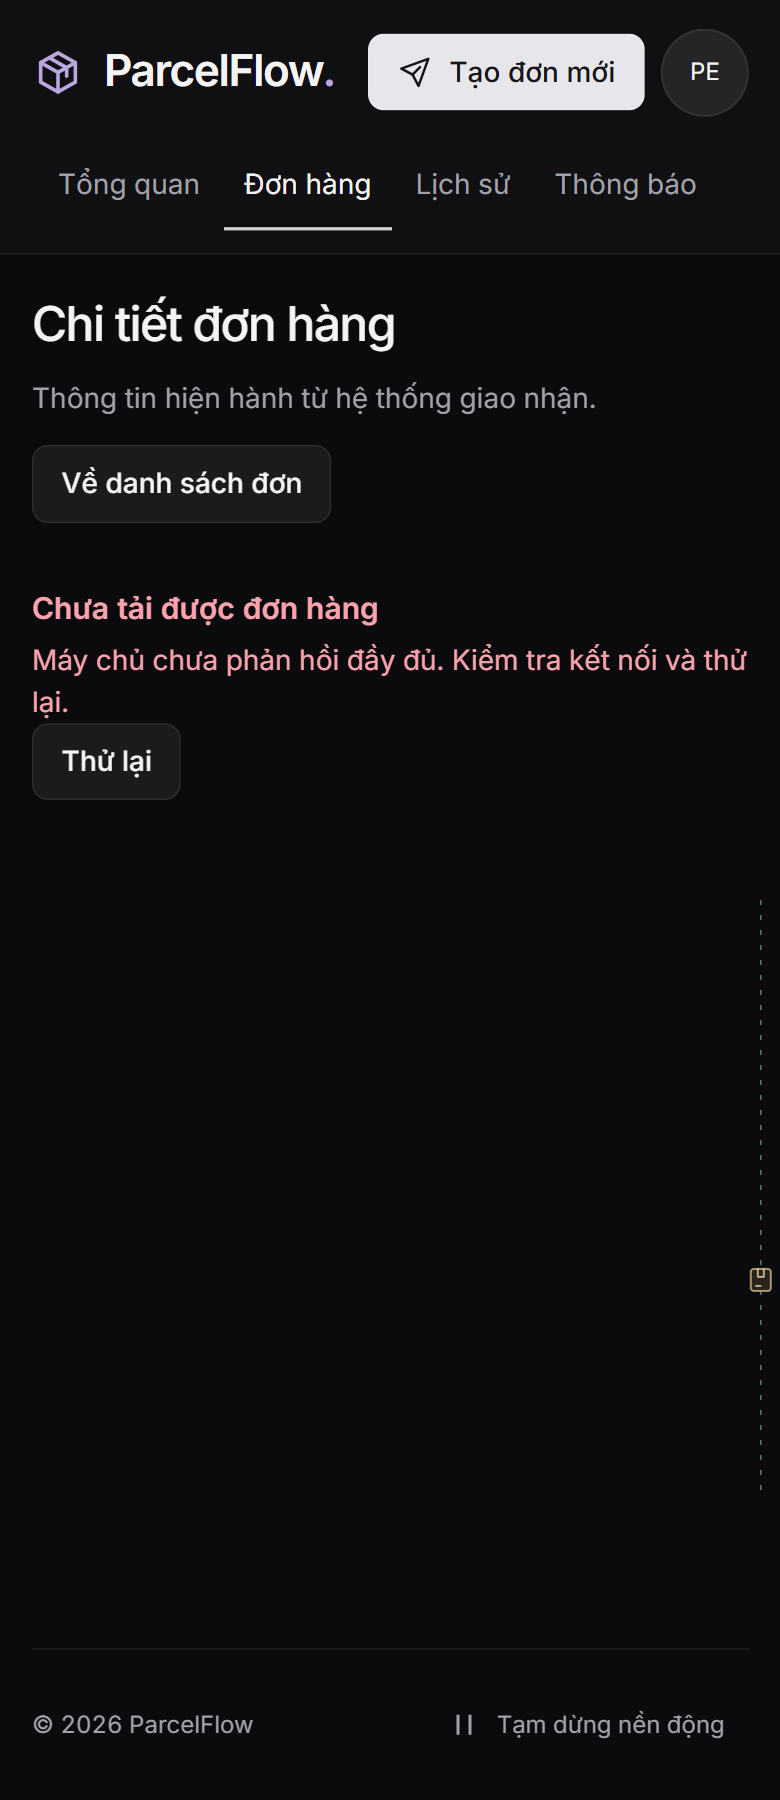 ParcelFlow.
Tạo đơn mới
PE
Tổng quan
Đơn hàng
Lịch sử
Thông báo
Chi tiết đơn hàng
Thông tin hiện hành từ hệ thống giao nhận.
Về danh sách đơn
Chưa tải được đơn hàng
Máy chủ chưa phản hồi đầy đủ. Kiểm tra kết nối và thử
lại.
Thử lại
© 2026 ParcelFlow
Tạm dừng nền động